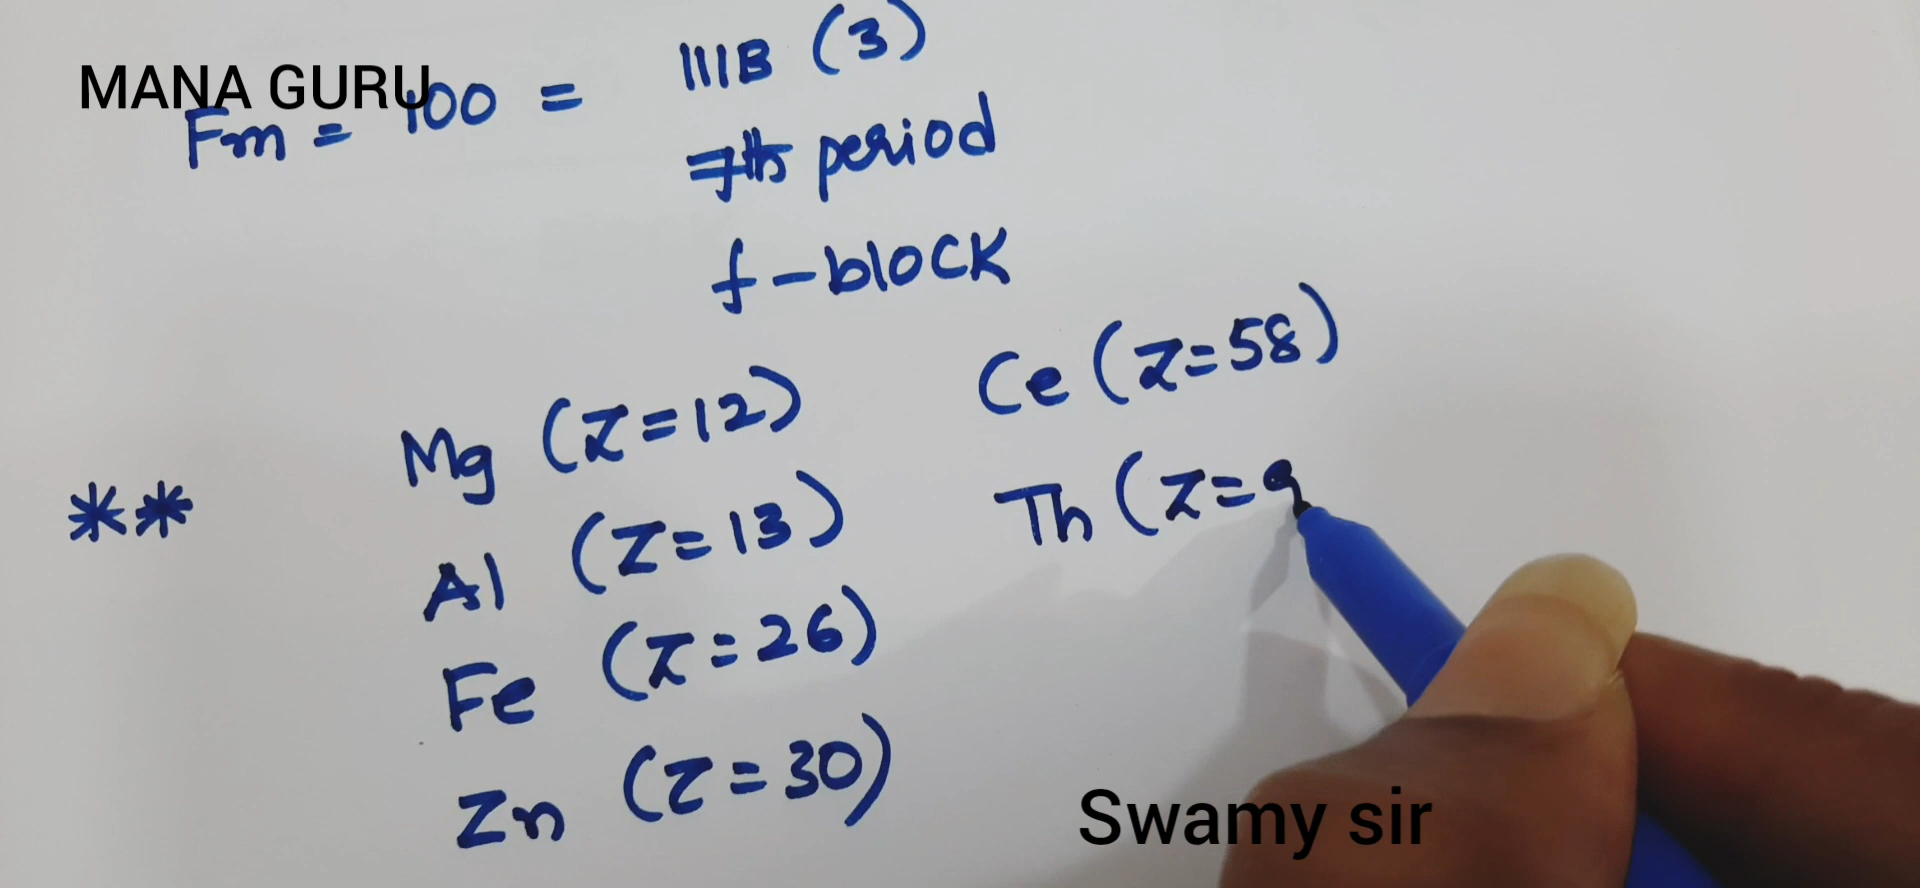 MANA GURU
Fm = 100 = IIIB (3)
7th period
f-block
Mg (Z=12)
Al (Z=13)
Fe (Z=26)
Zn (Z=30)
**
Ce (Z=58)
Th (Z=9
Swamy sir